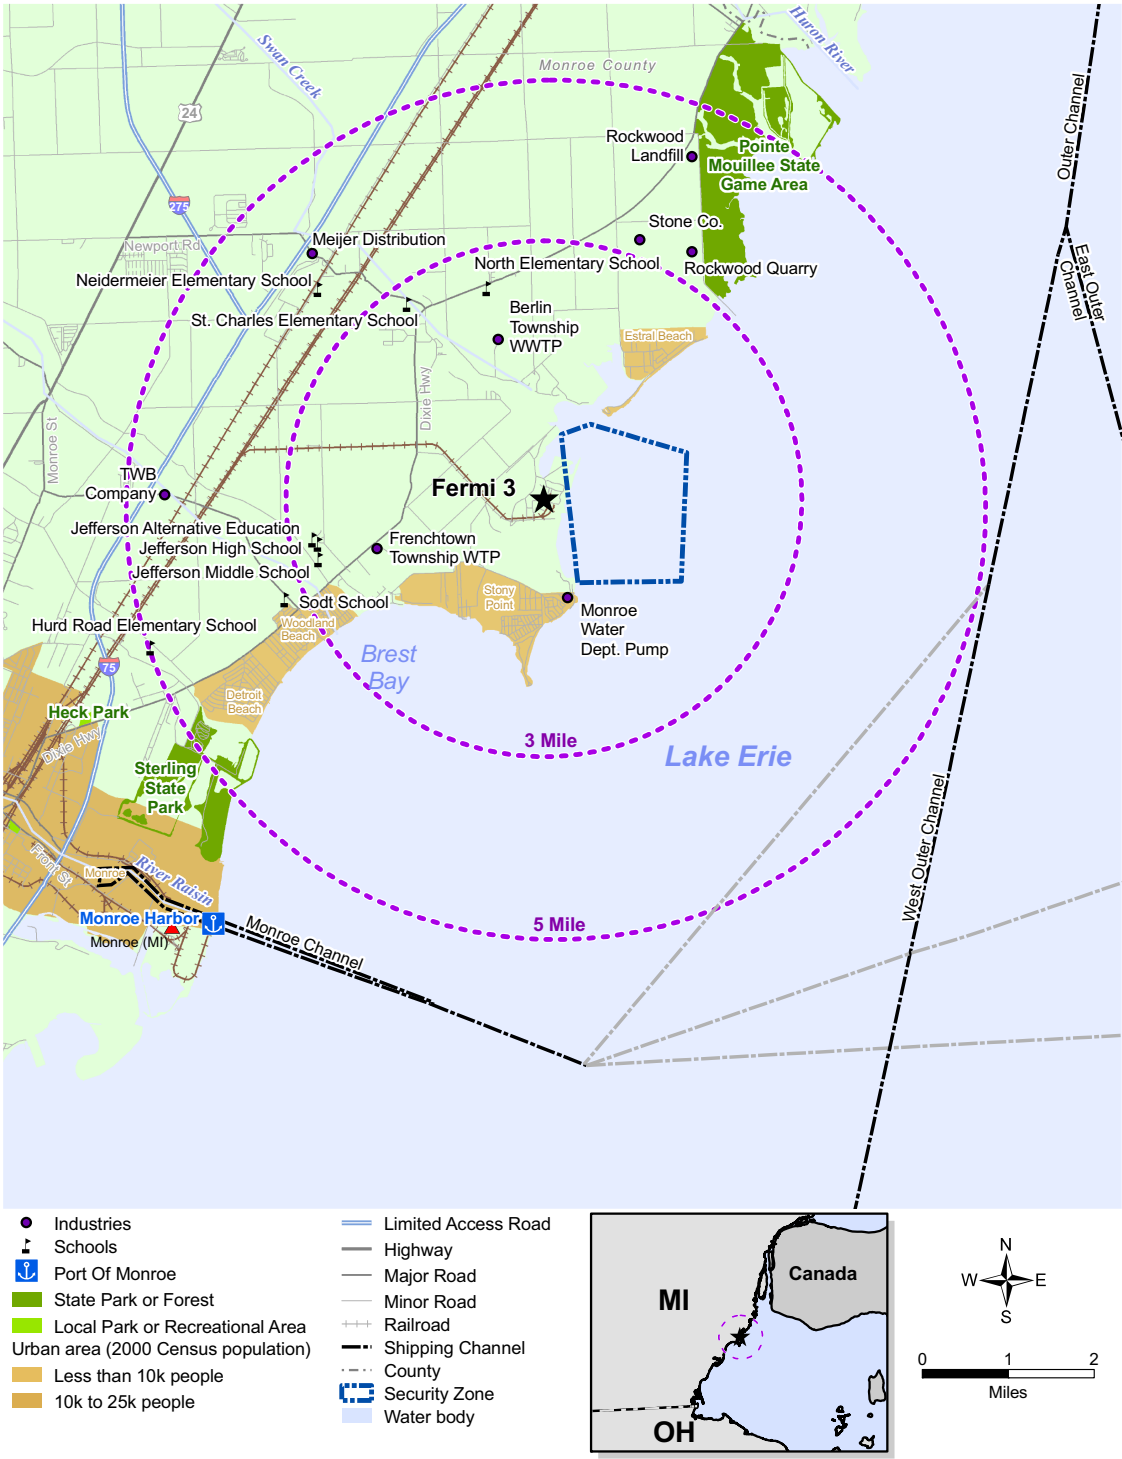 Swan Creek
Huron River
Monroe County
24
Rockwood
Landfill
Pointe
Mouillee State
Game Area
Outer Channel
275
Newport Rd
Meijer Distribution
Stone Co.
East Outer
Channel
North Elementary School
Rockwood Quarry
Neidermeier Elementary School
St. Charles Elementary School
Berlin
Township
WWTP
Estral Beach
Dixie Hwy
Monroe St
TWB
Company
Fermi 3
Jefferson Alternative Education
Jefferson High School
Jefferson Middle School
Frenchtown
Township WTP
Stony
Point
Sodt School
Monroe
Water
Dept. Pump
Woodland
Beach
Hurd Road Elementary School
Brest
Bay
75
Detroit
Beach
Heck Park
Dixie Hwy
3 Mile
Lake Erie
Sterling
State
Park
West Outer Channel
Front St
Monroe
River Raisin
5 Mile
Monroe Harbor
Monroe (MI)
Monroe Channel
Industries
Schools
Port Of Monroe
State Park or Forest
Local Park or Recreational Area
Urban area (2000 Census population)
Less than 10k people
10k to 25k people
Limited Access Road
Highway
Major Road
Minor Road
Railroad
Shipping Channel
County
Security Zone
Water body
MI
Canada
OH
N
W E
S
0 1 2
Miles